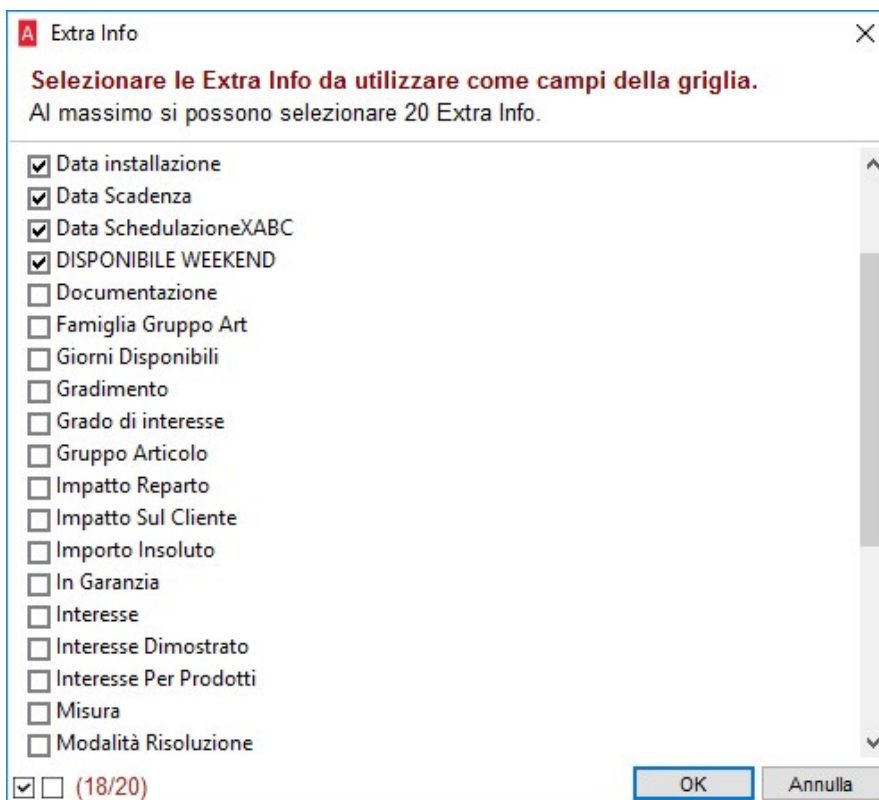 A Extra Info
Selezionare le Extra Info da utilizzare come campi della griglia.
Al massimo si possono selezionare 20 Extra Info.
Data installazione
Data Scadenza
Data SchedulazioneXABC
DISPONIBILE WEEKEND
Documentazione
Famiglia Gruppo Art
Giorni Disponibili
Gradimento
Grado di interesse
Gruppo Articolo
Impatto Reparto
Impatto Sul Cliente
Importo Insoluto
In Garanzia
Interesse
Interesse Dimostrato
Interesse Per Prodotti
Misura
Modalità Risoluzione
(18/20) OK Annulla